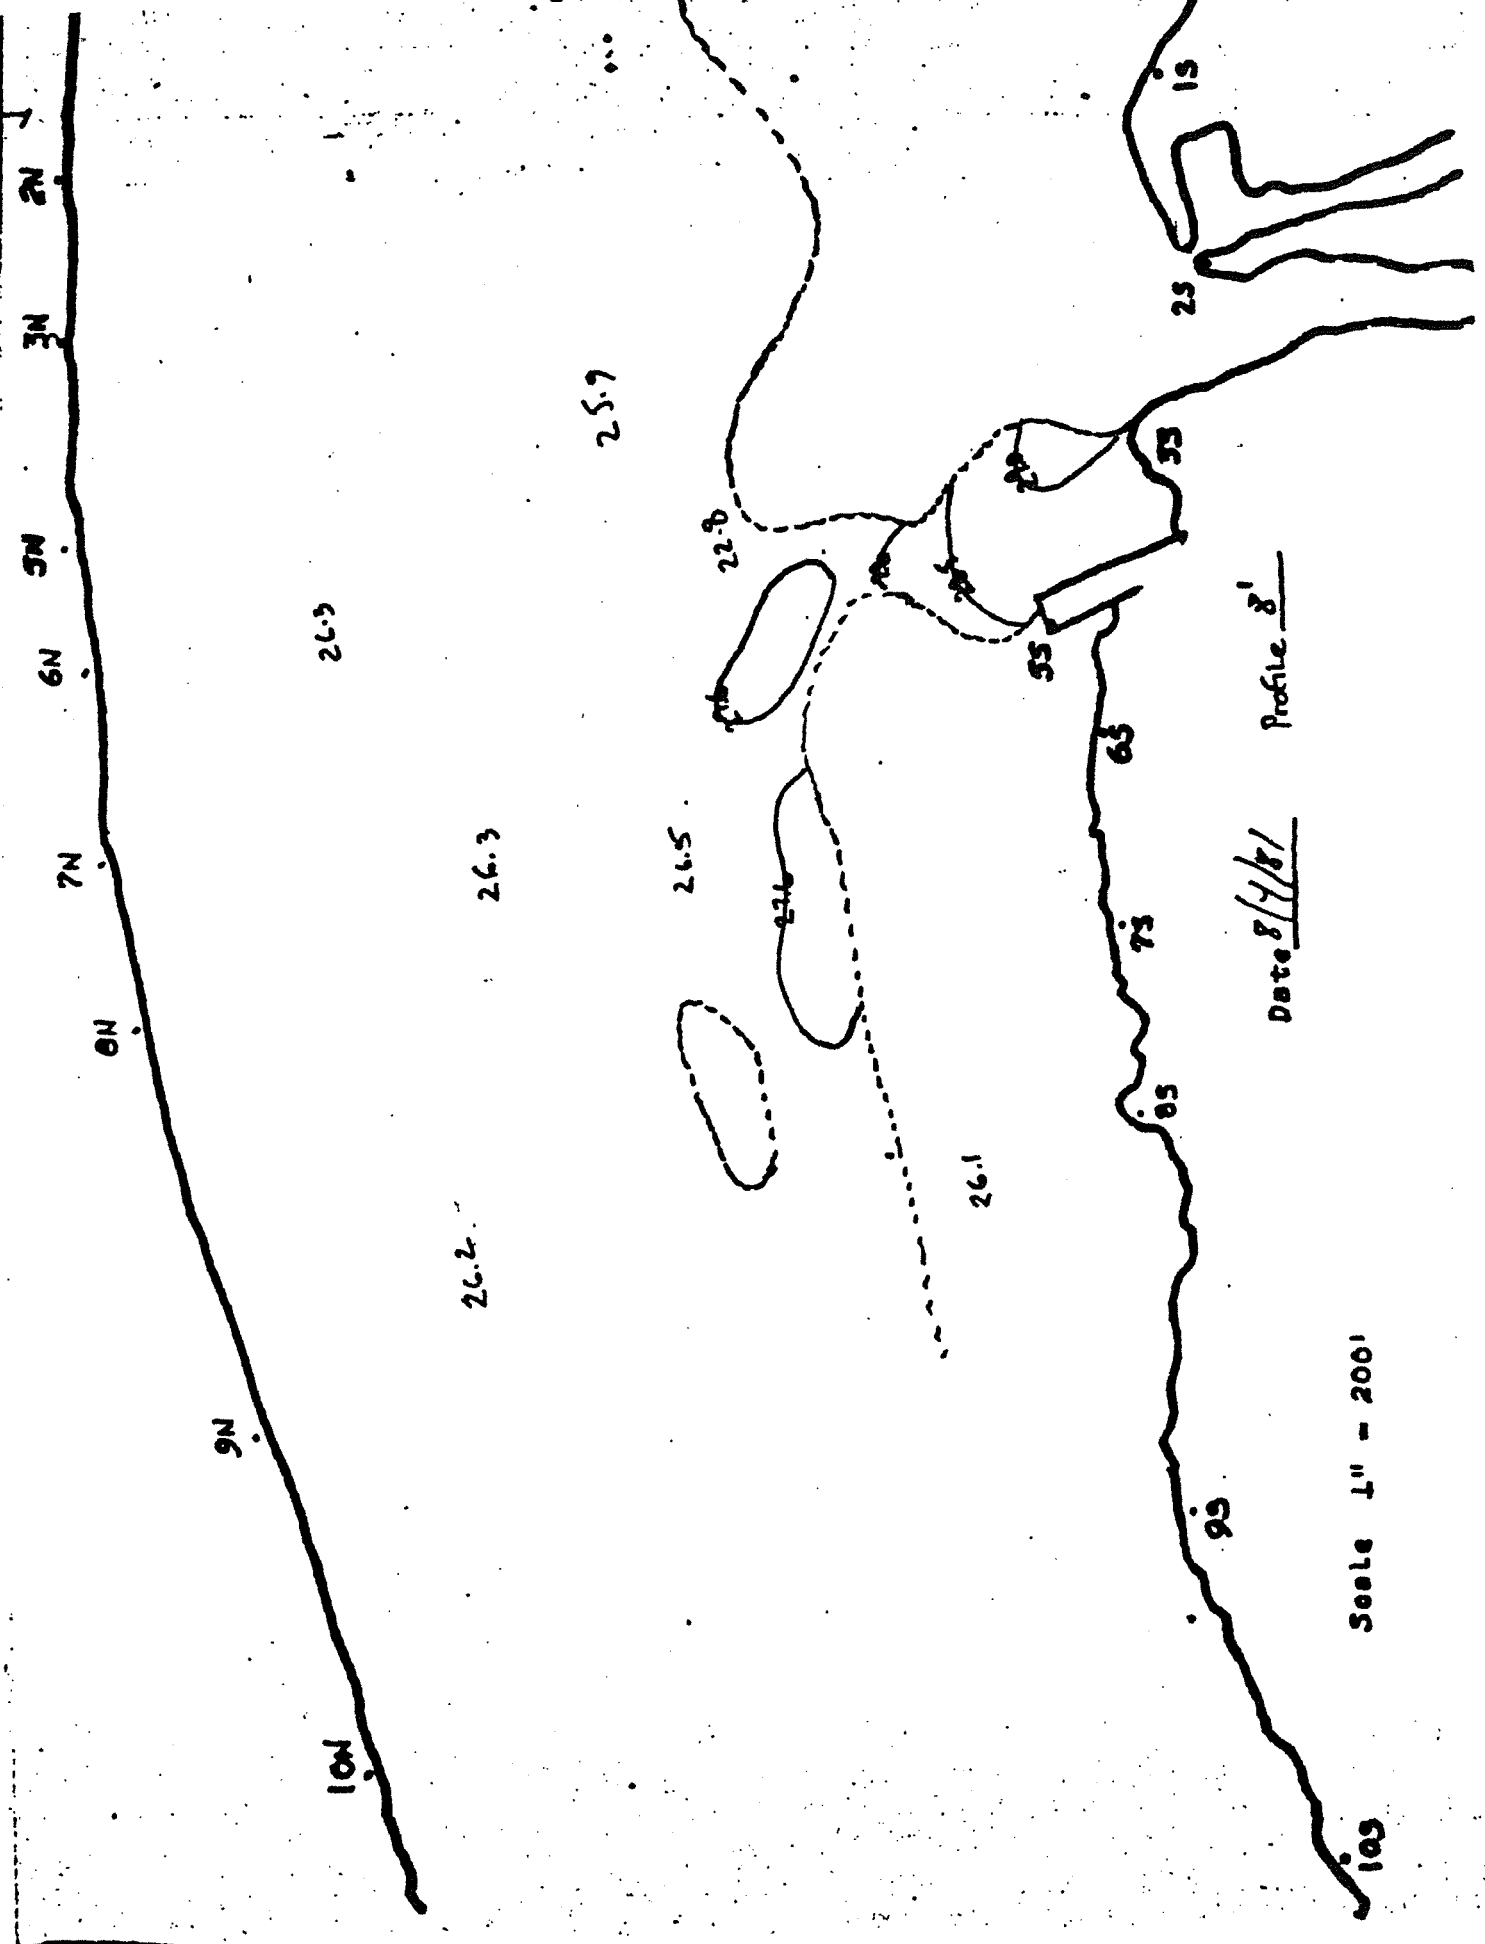 2N
3N
5N
6N
7N
8N
9N
10N
26.3
25.9
22.8
26.3
26.5
27.6
26.2
26.1
1S
2S
3S
5S
6S
7S
8S
9S
10S
Date 8/4/81 Profile 8'
Scale 1" = 200'